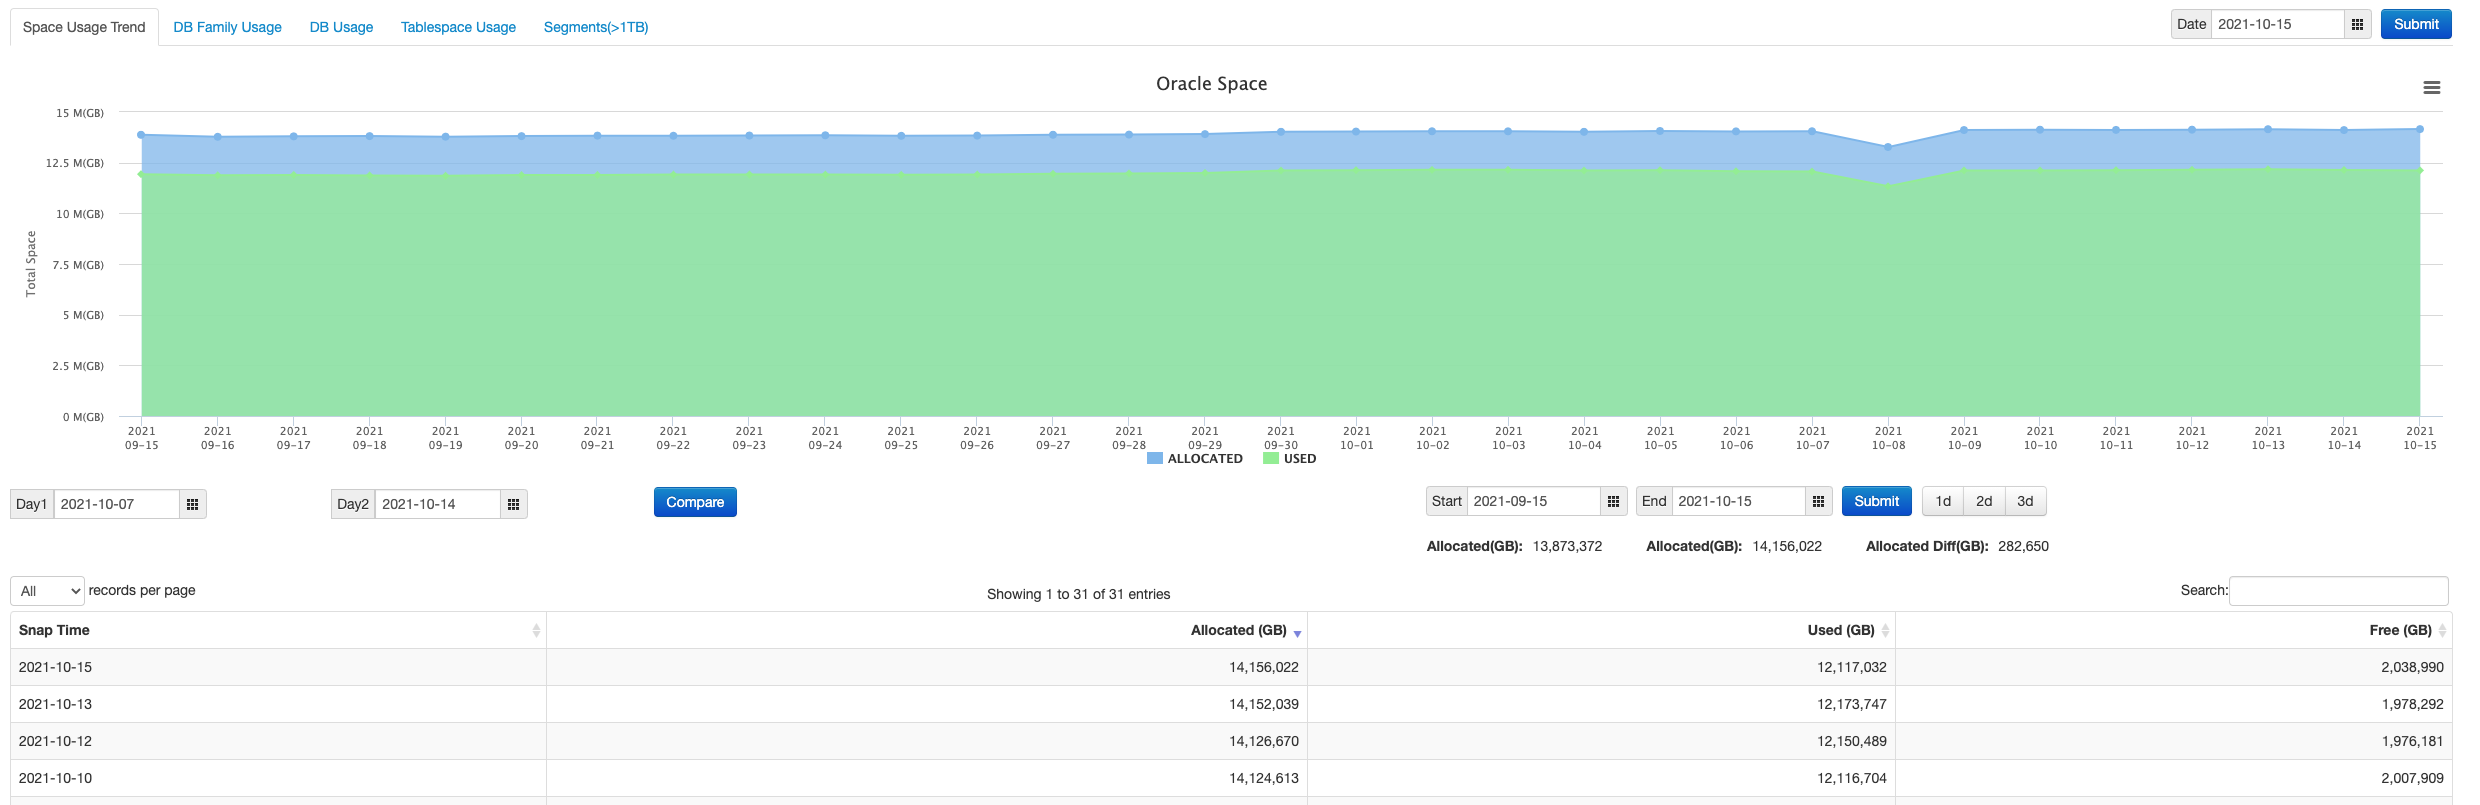 Space Usage Trend DB Family Usage DB Usage Tablespace Usage Segments(>1TB) Date 2021-10-15 Submit
Oracle Space
15 M(GB)
12.5 M(GB)
10 M(GB)
7.5 M(GB)
5 M(GB)
2.5 M(GB)
0 M(GB)
Total Space
2021 2021 2021 2021 2021 2021 2021 2021 2021 2021 2021 2021 2021 2021 2021 2021 2021 2021 2021 2021 2021 2021 2021 2021 2021 2021 2021 2021 2021 2021 2021
09-15 09-16 09-17 09-18 09-19 09-20 09-21 09-22 09-23 09-24 09-25 09-26 09-27 09-28 09-29 09-30 10-01 10-02 10-03 10-04 10-05 10-06 10-07 10-08 10-09 10-10 10-11 10-12 10-13 10-14 10-15
ALLOCATED USED
Day1 2021-10-07 Day2 2021-10-14 Compare Start 2021-09-15 End 2021-10-15 Submit 1d 2d 3d
Allocated(GB): 13,873,372 Allocated(GB): 14,156,022 Allocated Diff(GB): 282,650
All records per page Showing 1 to 31 of 31 entries Search:
Snap Time Allocated (GB) Used (GB) Free (GB)
2021-10-15 14,156,022 12,117,032 2,038,990
2021-10-13 14,152,039 12,173,747 1,978,292
2021-10-12 14,126,670 12,150,489 1,976,181
2021-10-10 14,124,613 12,116,704 2,007,909